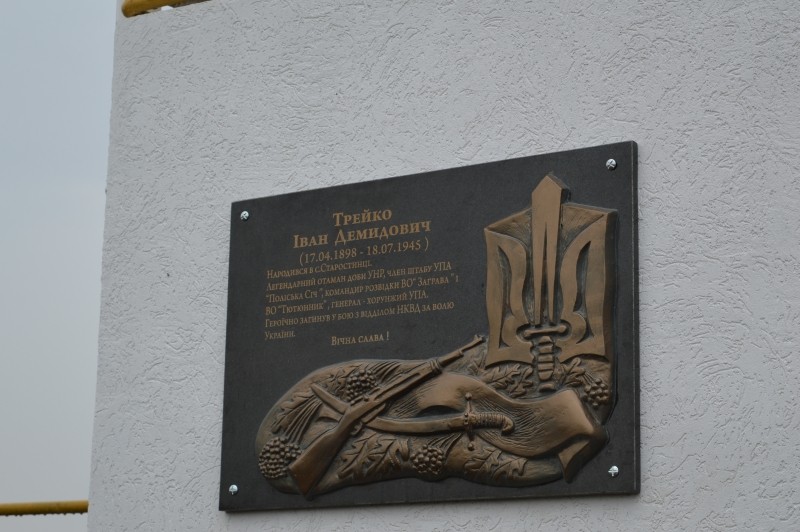 Трейко
Іван Демидович
(17.04.1898 - 18.07.1945)
Народився в с.Старостинці.
Легендарний отаман доби УНР, член штабу УПА
"Поліська Січ", командир розвідки ВО" Заграва" і
ВО "Тютюнник", генерал - хорунжий УПА.
Героїчно загинув у бою з відділом НКВД за волю
України.
Вічна слава !